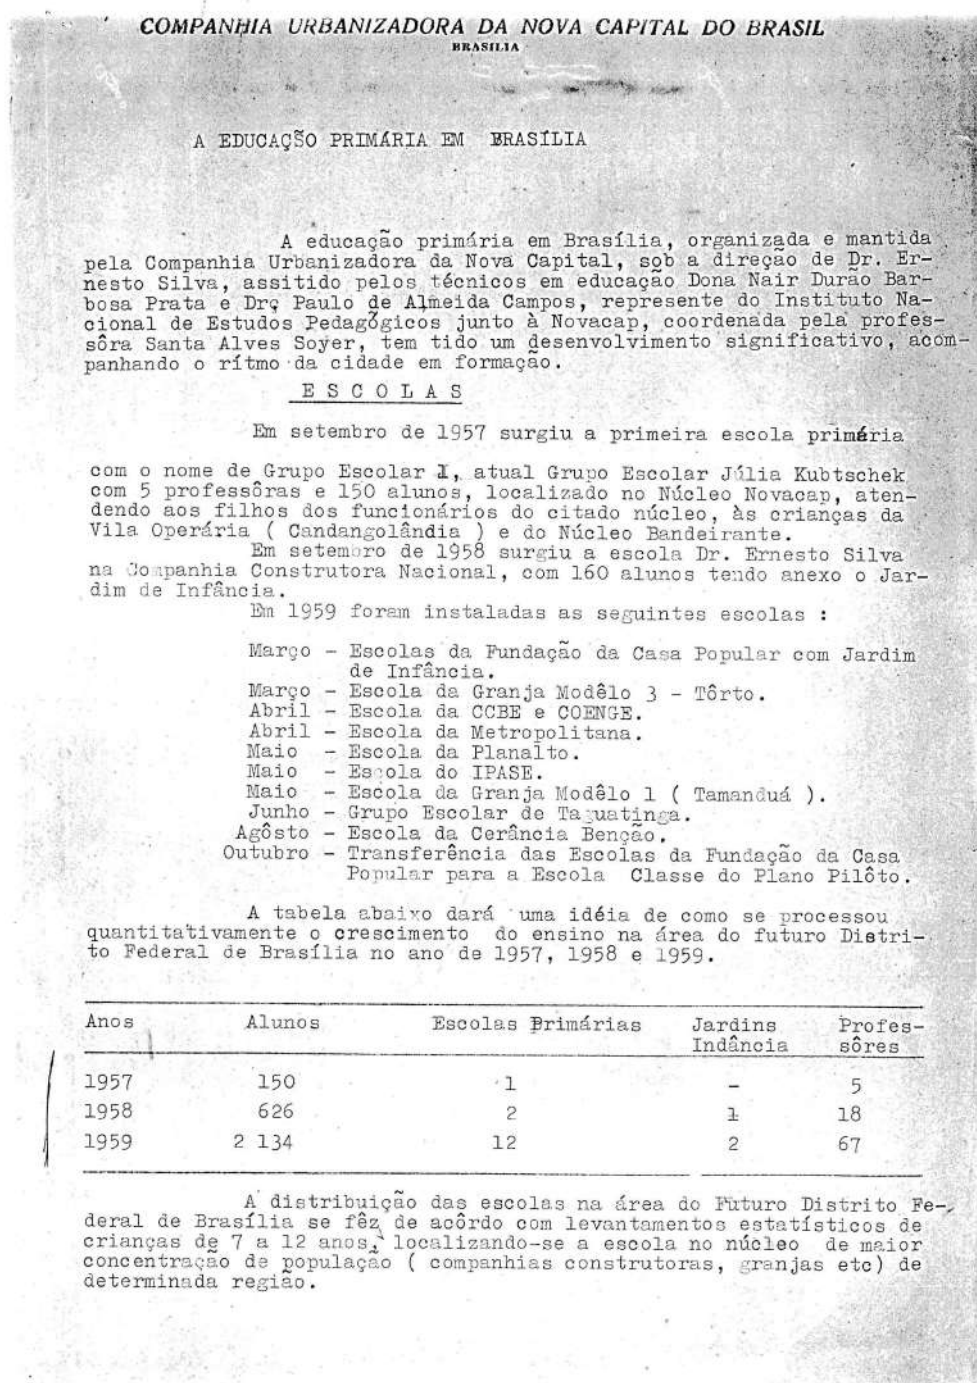 COMPANHIA URBANIZADORA DA NOVA CAPITAL DO BRASIL
BRASILIA
A EDUCAÇÃO PRIMÁRIA EM BRASÍLIA
A educação primária em Brasília, organizada e mantida
pela Companhia Urbanizadora da Nova Capital, sob a direção de Dr. Er-
nesto Silva, assitido pelos técnicos em educação Dona Nair Durão Bar-
bosa Prata e Drç Paulo de Almeida Campos, represente do Instituto Na-
cional de Estudos Pedagógicos junto à Novacap, coordenada pela profes-
sôra Santa Alves Soyer, tem tido um desenvolvimento significativo, acom-
panhando o rítmo da cidade em formação.
E S C O L A S
Em setembro de 1957 surgiu a primeira escola primária
com o nome de Grupo Escolar 1, atual Grupo Escolar Júlia Kubtschek
com 5 professôras e 150 alunos, localizado no Núcleo Novacap, aten-
dendo aos filhos dos funcionários do citado núcleo, às crianças da
Vila Operária ( Candangolândia ) e do Núcleo Bandeirante.
Em setembro de 1958 surgiu a escola Dr. Ernesto Silva
na Companhia Construtora Nacional, com 160 alunos tendo anexo o Jar-
dim de Infância.
Em 1959 foram instaladas as seguintes escolas :
Março - Escolas da Fundação da Casa Popular com Jardim
de Infância.
Março - Escola da Granja Modêlo 3 - Tôrto.
Abril - Escola da CCBE e COENGE.
Abril - Escola da Metropolitana.
Maio - Escola da Planalto.
Maio - Escola do IPASE.
Maio - Escola da Granja Modêlo 1 ( Tamanduá ).
Junho - Grupo Escolar de Taguatinga.
Agôsto - Escola da Cerância Benção.
Outubro - Transferência das Escolas da Fundação da Casa
Popular para a Escola Classe do Plano Pilôto.
A tabela abaixo dará uma idéia de como se processou
quantitativamente o crescimento do ensino na área do futuro Distri-
to Federal de Brasília no ano de 1957, 1958 e 1959.
Anos Alunos Escolas Primárias Jardins Profes-
Indância sôres
1957 150 1 - 5
1958 626 2 1 18
1959 2 134 12 2 67
A distribuição das escolas na área do Futuro Distrito Fe-
deral de Brasília se fêz de acôrdo com levantamentos estatísticos de
crianças de 7 a 12 anos, localizando-se a escola no núcleo de maior
concentração de população ( companhias construtoras, granjas etc) de
determinada região.